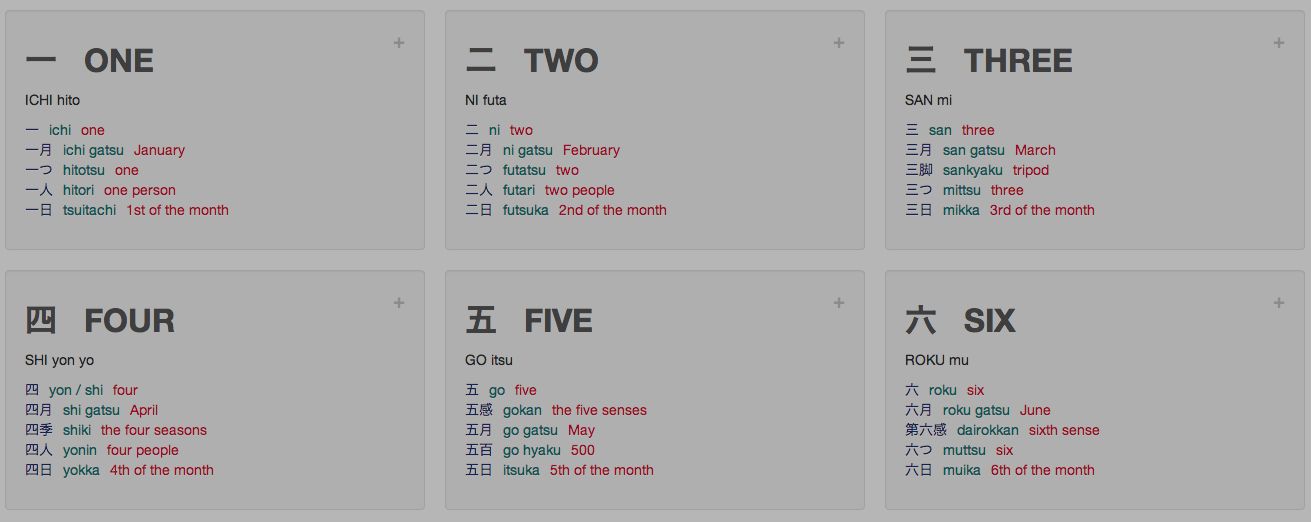 一 ONE
+
ICHI hito
一 ichi one
一月 ichi gatsu January
一つ hitotsu one
一人 hitori one person
一日 tsuitachi 1st of the month
二 TWO
+
NI futa
二 ni two
二月 ni gatsu February
二つ futatsu two
二人 futari two people
二日 futsuka 2nd of the month
三 THREE
+
SAN mi
三 san three
三月 san gatsu March
三脚 sankyaku tripod
三つ mittsu three
三日 mikka 3rd of the month
四 FOUR
+
SHI yon yo
四 yon / shi four
四月 shi gatsu April
四季 shiki the four seasons
四人 yonin four people
四日 yokka 4th of the month
五 FIVE
+
GO itsu
五 go five
五感 gokan the five senses
五月 go gatsu May
五百 go hyaku 500
五日 itsuka 5th of the month
六 SIX
+
ROKU mu
六 roku six
六月 roku gatsu June
第六感 dairokkan sixth sense
六つ muttsu six
六日 muika 6th of the month